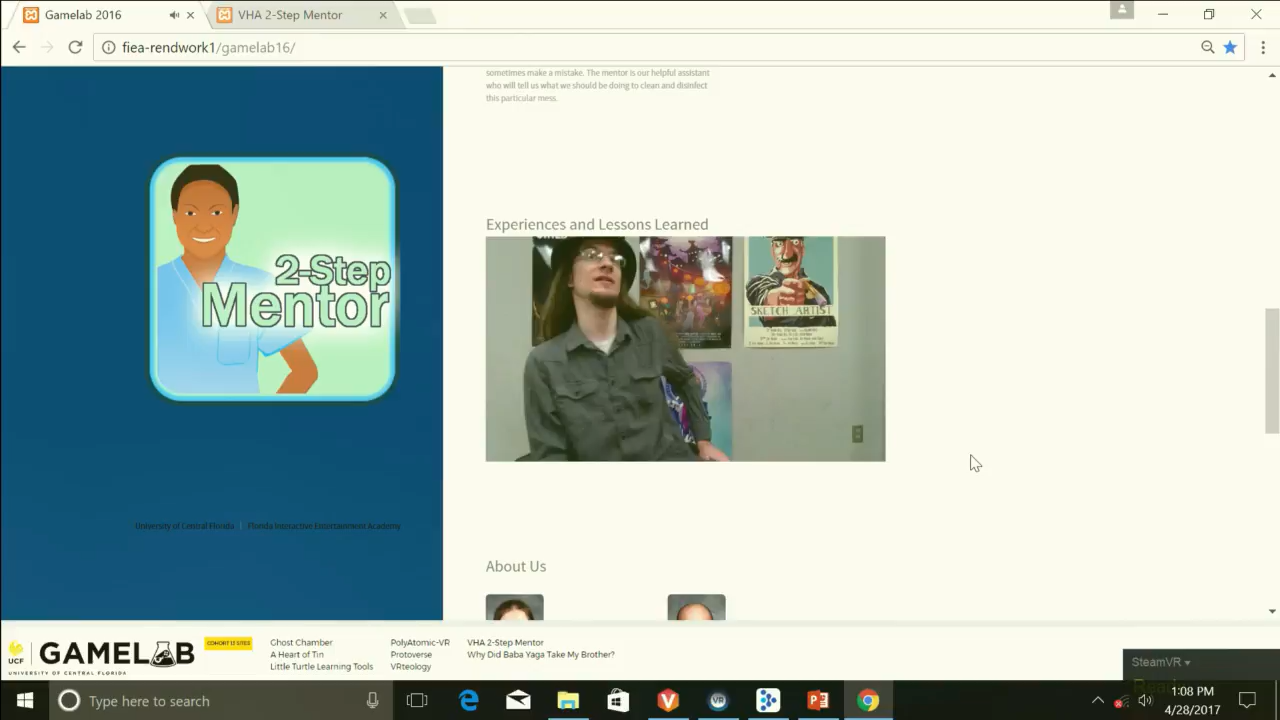 Gamelab 2016
VHA 2-Step Mentor
fiea-rendwork1/gamelab16/
sometimes make a mistake. The mentor is our helpful assistant
who will tell us what we should be doing to clean and disinfect
this particular mess.
2-Step
Mentor
Experiences and Lessons Learned
SKETCH ARTIST
University of Central Florida | Florida Interactive Entertainment Academy
About Us
UCF
GAMELAB
UNIVERSITY OF CENTRAL FLORIDA
COHORT 12 SITES
Ghost Chamber
A Heart of Tin
Little Turtle Learning Tools
PolyAtomic-VR
Protoverse
VRteology
VHA 2-Step Mentor
Why Did Baba Yaga Take My Brother?
SteamVR
Type here to search
VR
1:08 PM
4/28/2017